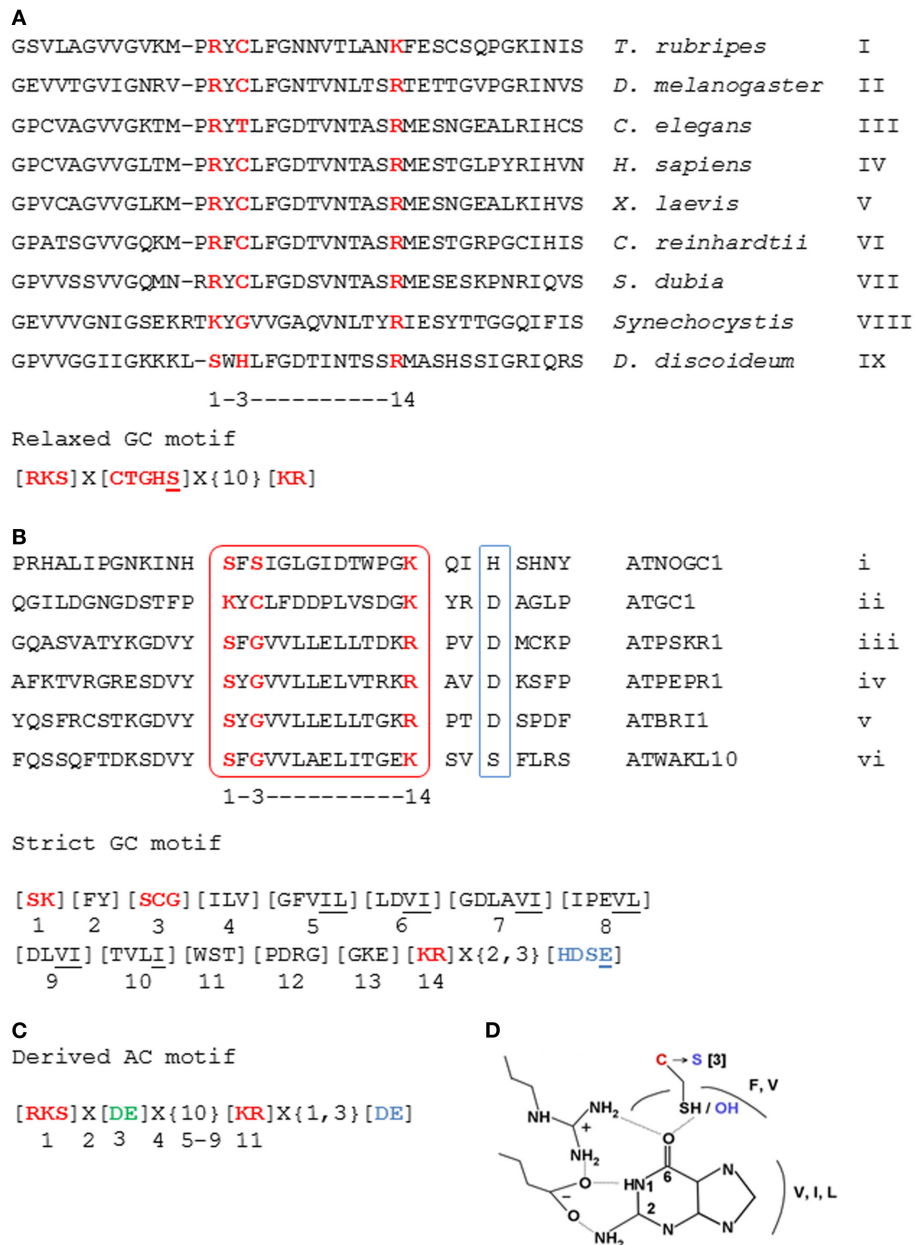 A
GSVLAGVVGVKM-PRYCLFGNNVTLANKFESCSQPGKINIS T. rubripes I
GEVVTGVIGNRV-PRYCLFGNTVNLTSRTETTGVPGRINVS D. melanogaster II
GPCVAGVVGKTM-PRYTLFGDTVNTASRMESNGEALRIHCS C. elegans III
GPCVAGVVGLTM-PRYCLFGDTVNTASRMESTGLPYRIHVN H. sapiens IV
GPVCAGVVGLKM-PRYCLFGDTVNTASRMESNGEALKIHVS X. laevis V
GPATSGVVGQKM-PRFCLFGDTVNTASRMESTGRPGCIHIS C. reinhardtii VI
GPVVSSVVGQMN-RRYCLFGDSVNTASRMESESKPNRIQVS S. dubia VII
GEVVVGNIGSEKRTKYGVVGAQVNLTYRIESYTTGGQIFIS Synechocystis VIII
GPVVGGIIGKKKL-SWHLFGDTINTSSRMASHSSIGRIQRS D. discoideum IX
1-3----------14
Relaxed GC motif
[RKS]X[CTGHS]X{10}[KR]
B
PRHALIPGNKINH SFSIGLGIDTWPGK QI H SHNY ATNOGC1 i
QGILDGNGDSTFP KYCLFDDPLVSDGK YR D AGLP ATGC1 ii
GQASVATYKGDVY SFGVVLLELLTDKR PV D MCKP ATPSKR1 iii
AFKTVRGRESDVY SYGVVLLELVTRKR AV D KSFP ATPEPR1 iv
YQSFRCSTKGDVY SYGVVLLELLTGKR PT D SPDF ATBRI1 v
FQSSQFTDKSDVY SFGVVLAELITGEK SV S FLRS ATWAKL10 vi
1-3----------14
Strict GC motif
[SK][FY][SCG][ILV][GFVIL][LDVI][GDLAVI][IPEVL]
1 2 3 4 5 6 7 8
[DLVI][TVLI][WST][PDRG][GKE][KR]X{2,3}[HDSE]
9 10 11 12 13 14
C
Derived AC motif
[RKS]X[DE]X{10}[KR]X{1,3}[DE]
1 2 3 4 5-9 11
D
C → S [3]
F, V
SH / OH
NH2
NH
+
NH2
O
6
N
HN1
O
−
V, I, L
2
O
N
N
NH2